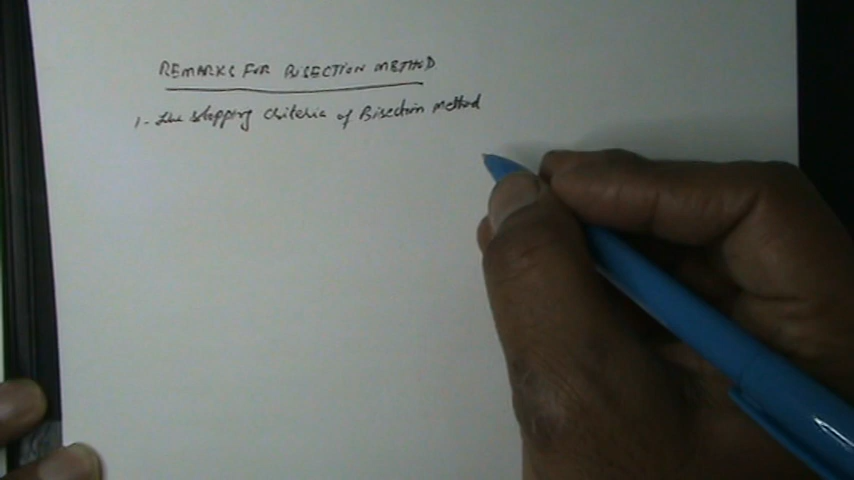 REMARKS FOR BISECTION METHOD
1. The stopping criteria of Bisection method